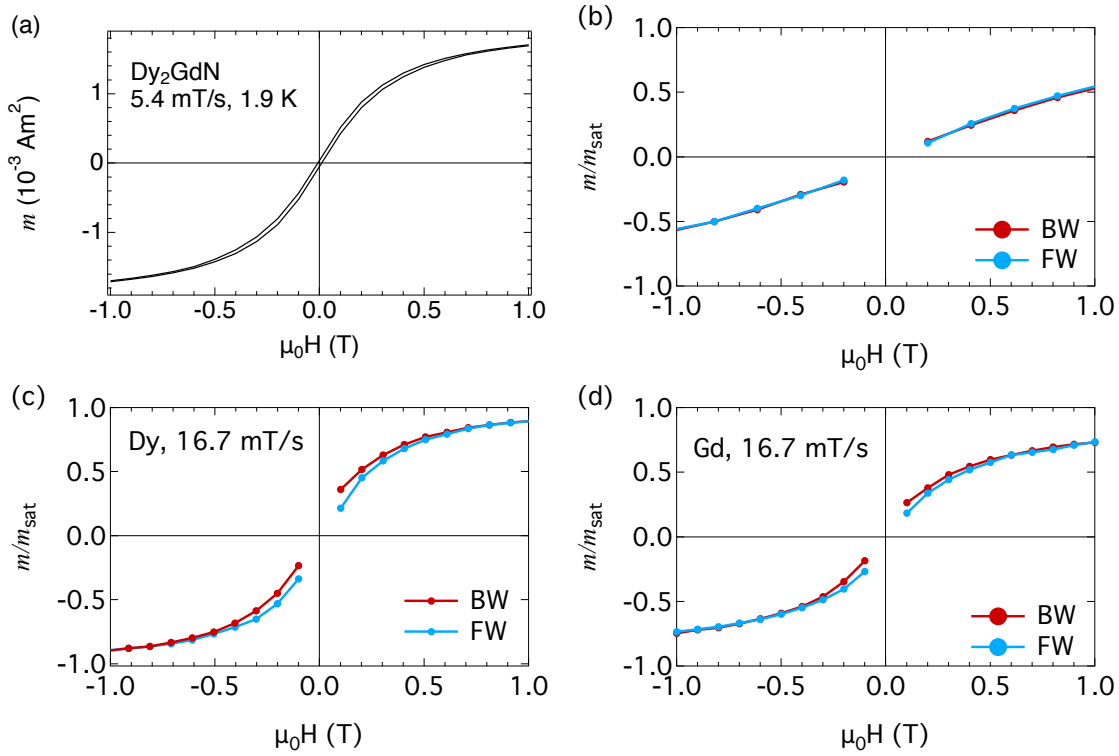 (a)
Dy₂GdN
5.4 mT/s, 1.9 K
m (10⁻³ Am²)
1
0
-1
-1.0 -0.5 0.0 0.5 1.0
μ₀H (T)
(b)
m/m_sat
1.0
0.5
0.0
-0.5
-1.0
BW
FW
-1.0 -0.5 0.0 0.5 1.0
μ₀H (T)
(c)
Dy, 16.7 mT/s
m/m_sat
1.0
0.5
0.0
-0.5
-1.0
BW
FW
-1.0 -0.5 0.0 0.5 1.0
μ₀H (T)
(d)
Gd, 16.7 mT/s
m/m_sat
1.0
0.5
0.0
-0.5
-1.0
BW
FW
-1.0 -0.5 0.0 0.5 1.0
μ₀H (T)